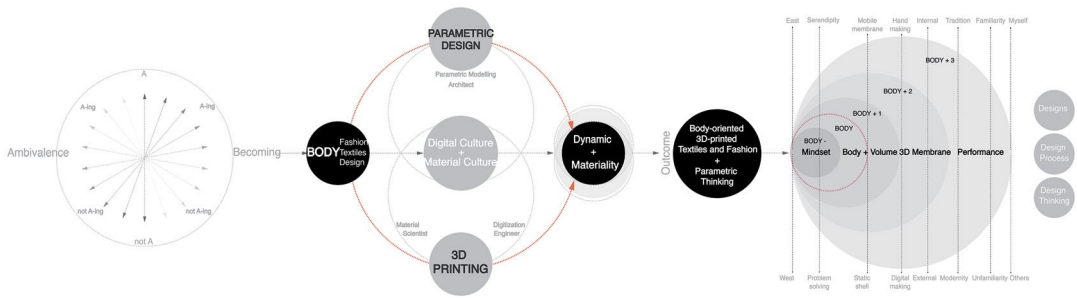 A
A-ing
A-ing
Ambivalence
Becoming
not A-ing
not A-ing
not A
PARAMETRIC
DESIGN
Parametric Modelling
Architect
BODY
Fashion
Textiles
Design
Digital Culture
+
Material Culture
Material
Scientist
Digitization
Engineer
3D
PRINTING
Dynamic
+
Materiality
Outcome
Body-oriented
3D-printed
Textiles and Fashion
+
Parametric
Thinking
East
Serendipity
Mobile
membrane
Hand
making
Internal
Tradition
Familiarity
Myself
BODY + 3
BODY + 2
BODY + 1
BODY
BODY -
Mindset
Body + Volume 3D Membrane
Performance
West
Problem
solving
Static
shell
Digital
making
External
Modernity
Unfamiliarity
Others
Designs
Design
Process
Design
Thinking